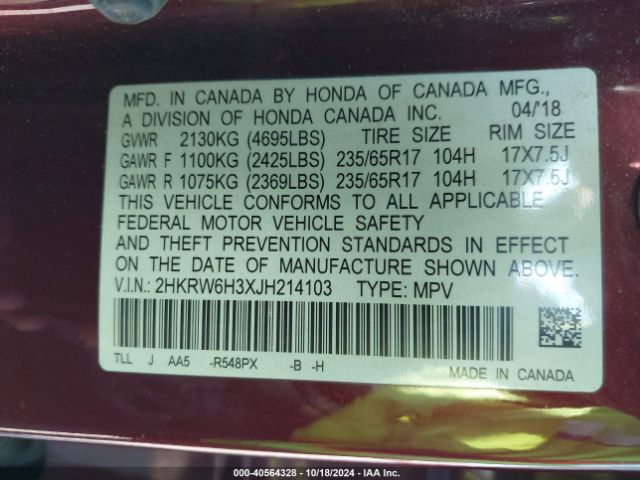 MFD. IN CANADA BY HONDA OF CANADA MFG.,
A DIVISION OF HONDA CANADA INC. 04/'18
GVWR 2130KG (4695LBS) TIRE SIZE RIM SIZE
GAWR F 1100KG (2425LBS) 235/65R17 104H 17X7.5J
GAWR R 1075KG (2369LBS) 235/65R17 104H 17X7.5J
THIS VEHICLE CONFORMS TO ALL APPLICABLE
FEDERAL MOTOR VEHICLE SAFETY
AND THEFT PREVENTION STANDARDS IN EFFECT
ON THE DATE OF MANUFACTURE SHOWN ABOVE.
V.I.N.: 2HKRW6H3XJH214103 TYPE: MPV
TLL J AA5 -R548PX -B -H
MADE IN CANADA
000-40564328 | 10/18/2024 | IAA Inc.